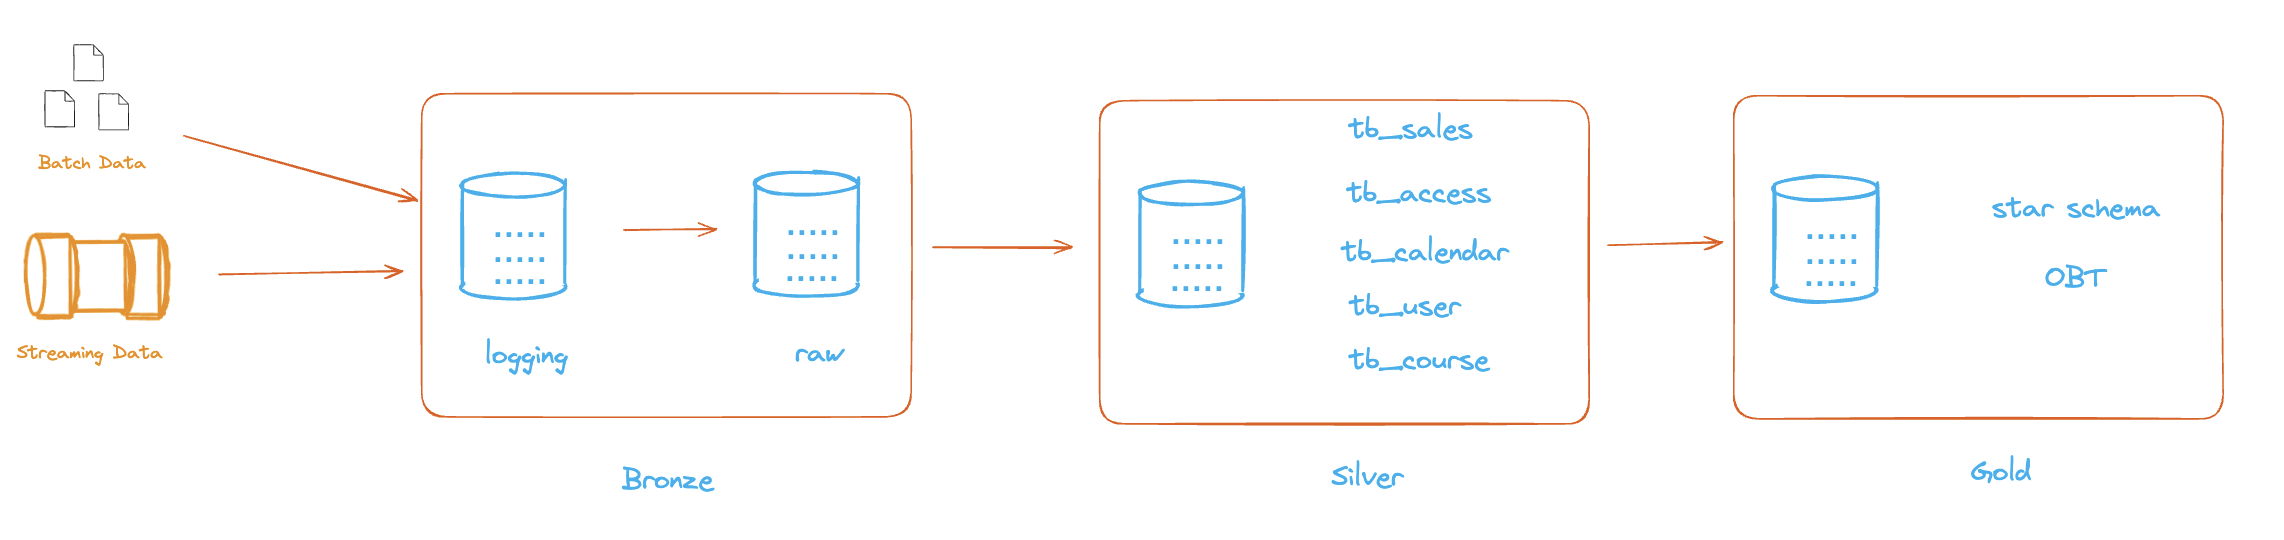 Batch Data
Streaming Data
logging
raw
Bronze
tb_sales
tb_access
tb_calendar
tb_user
tb_course
Silver
star schema
OBT
Gold